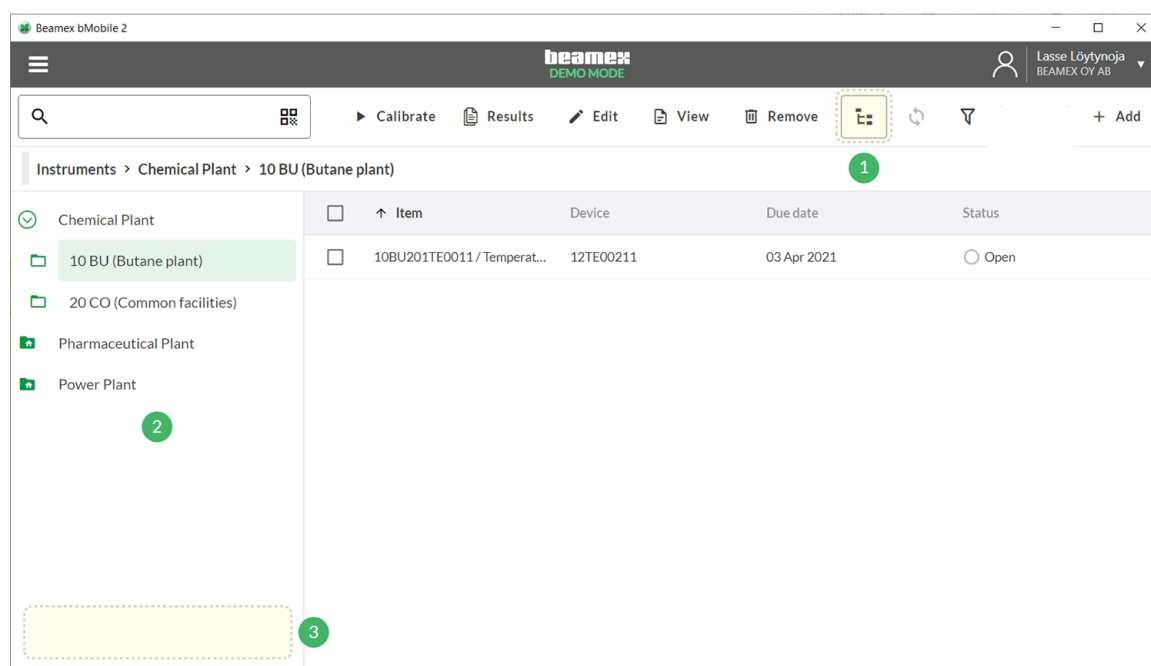 Beamex bMobile 2
beamex
DEMO MODE
Lasse Löytynoja
BEAMEX OY AB
Calibrate Results Edit View Remove + Add
1
Instruments > Chemical Plant > 10 BU (Butane plant)
Chemical Plant
10 BU (Butane plant)
20 CO (Common facilities)
Pharmaceutical Plant
Power Plant
2
3
Item Device Due date Status
10BU201TE0011 / Temperat... 12TE00211 03 Apr 2021 Open